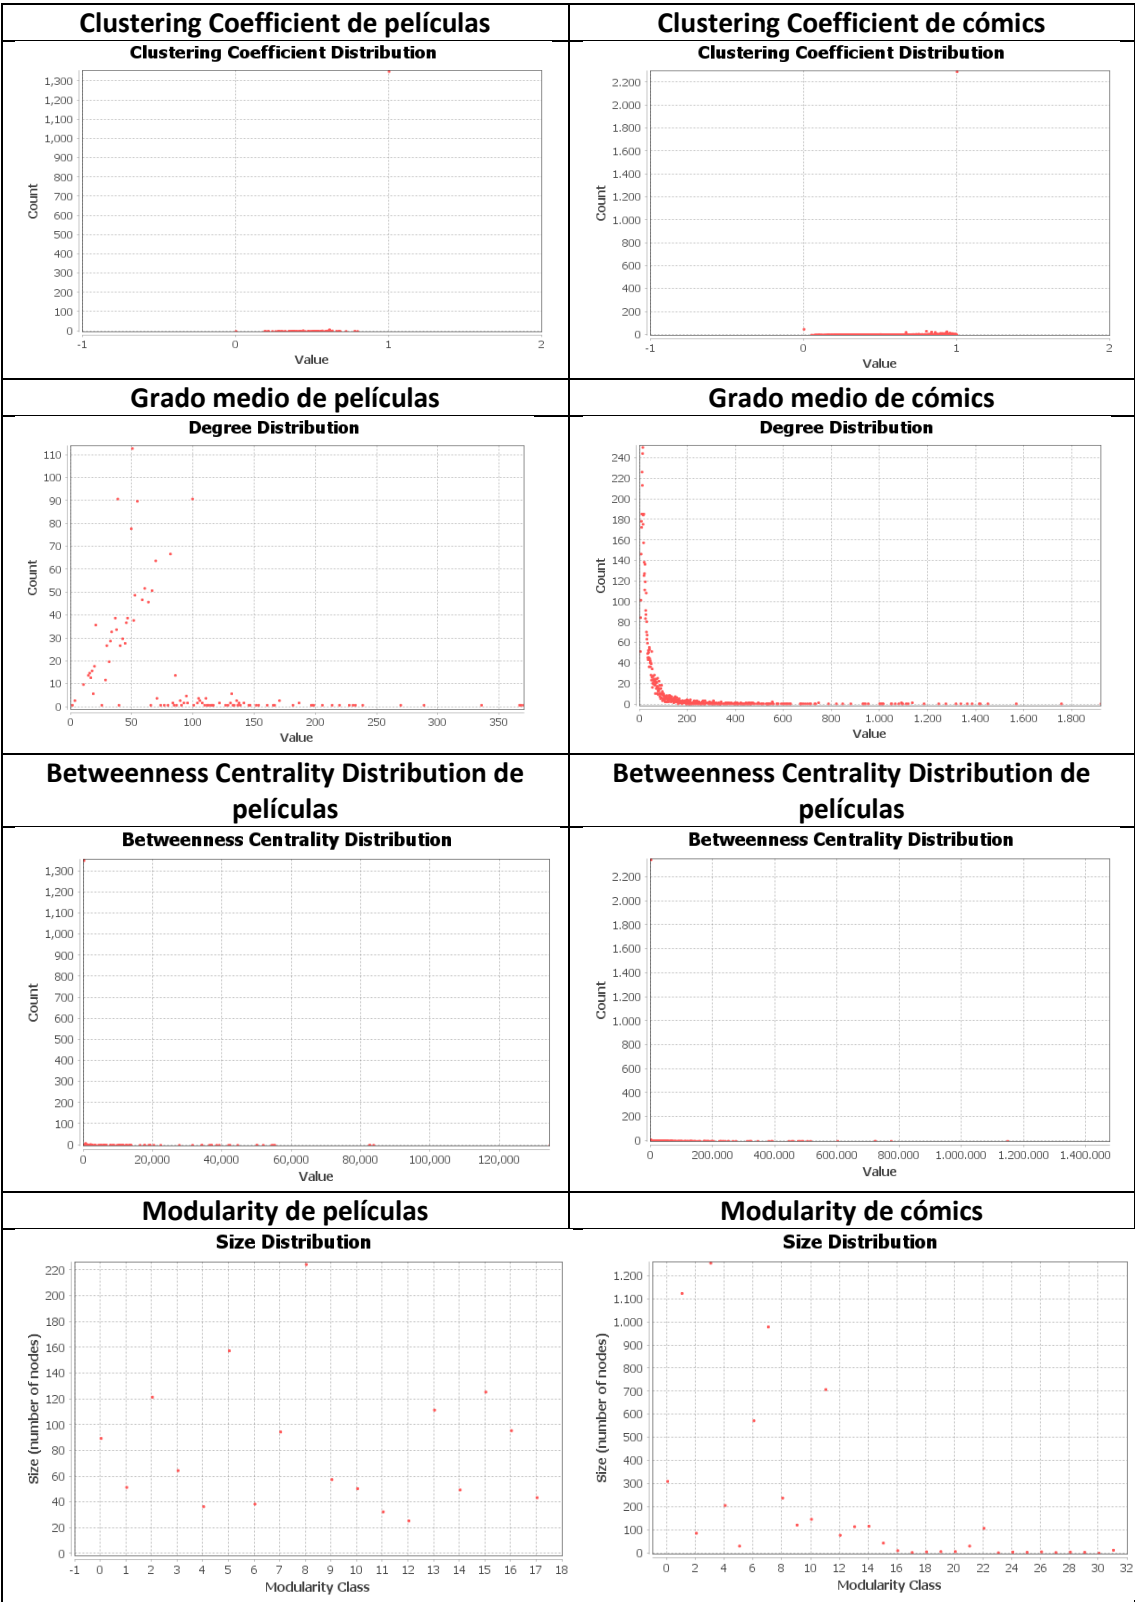 Clustering Coefficient de películas
Clustering Coefficient de cómics
Clustering Coefficient Distribution
1,300
1,200
1,100
1,000
900
800
700
600
500
400
300
200
100
0
Count
-1 0 1 2
Value
Clustering Coefficient Distribution
2.200
2.000
1.800
1.600
1.400
1.200
1.000
800
600
400
200
0
Count
-1 0 1 2
Value
Grado medio de películas
Grado medio de cómics
Degree Distribution
110
100
90
80
70
60
50
40
30
20
10
0
Count
0 50 100 150 200 250 300 350
Value
Degree Distribution
240
220
200
180
160
140
120
100
80
60
40
20
0
Count
0 200 400 600 800 1.000 1.200 1.400 1.600 1.800
Value
Betweenness Centrality Distribution de
películas
Betweenness Centrality Distribution de
películas
Betweenness Centrality Distribution
1,300
1,200
1,100
1,000
900
800
700
600
500
400
300
200
100
0
Count
0 20,000 40,000 60,000 80,000 100,000 120,000
Value
Betweenness Centrality Distribution
2.200
2.000
1.800
1.600
1.400
1.200
1.000
800
600
400
200
0
Count
0 200.000 400.000 600.000 800.000 1.000.000 1.200.000 1.400.000
Value
Modularity de películas
Modularity de cómics
Size Distribution
220
200
180
160
140
120
100
80
60
40
20
0
Size (number of nodes)
-1 0 1 2 3 4 5 6 7 8 9 10 11 12 13 14 15 16 17 18
Modularity Class
Size Distribution
1.200
1.100
1.000
900
800
700
600
500
400
300
200
100
0
Size (number of nodes)
0 2 4 6 8 10 12 14 16 18 20 22 24 26 28 30 32
Modularity Class